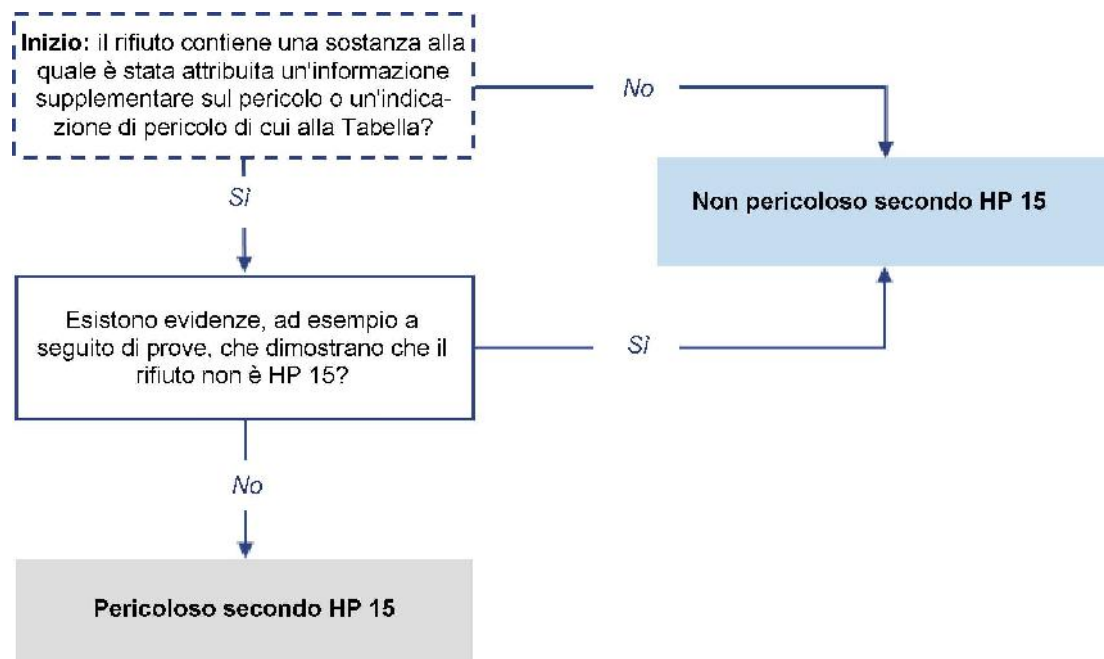 Inizio: il rifiuto contiene una sostanza alla
quale è stata attribuita un'informazione
supplementare sul pericolo o un'indica-
zione di pericolo di cui alla Tabella?
No
Non pericoloso secondo HP 15
Sì
Esistono evidenze, ad esempio a
seguito di prove, che dimostrano che il
rifiuto non è HP 15?
Sì
No
Pericoloso secondo HP 15